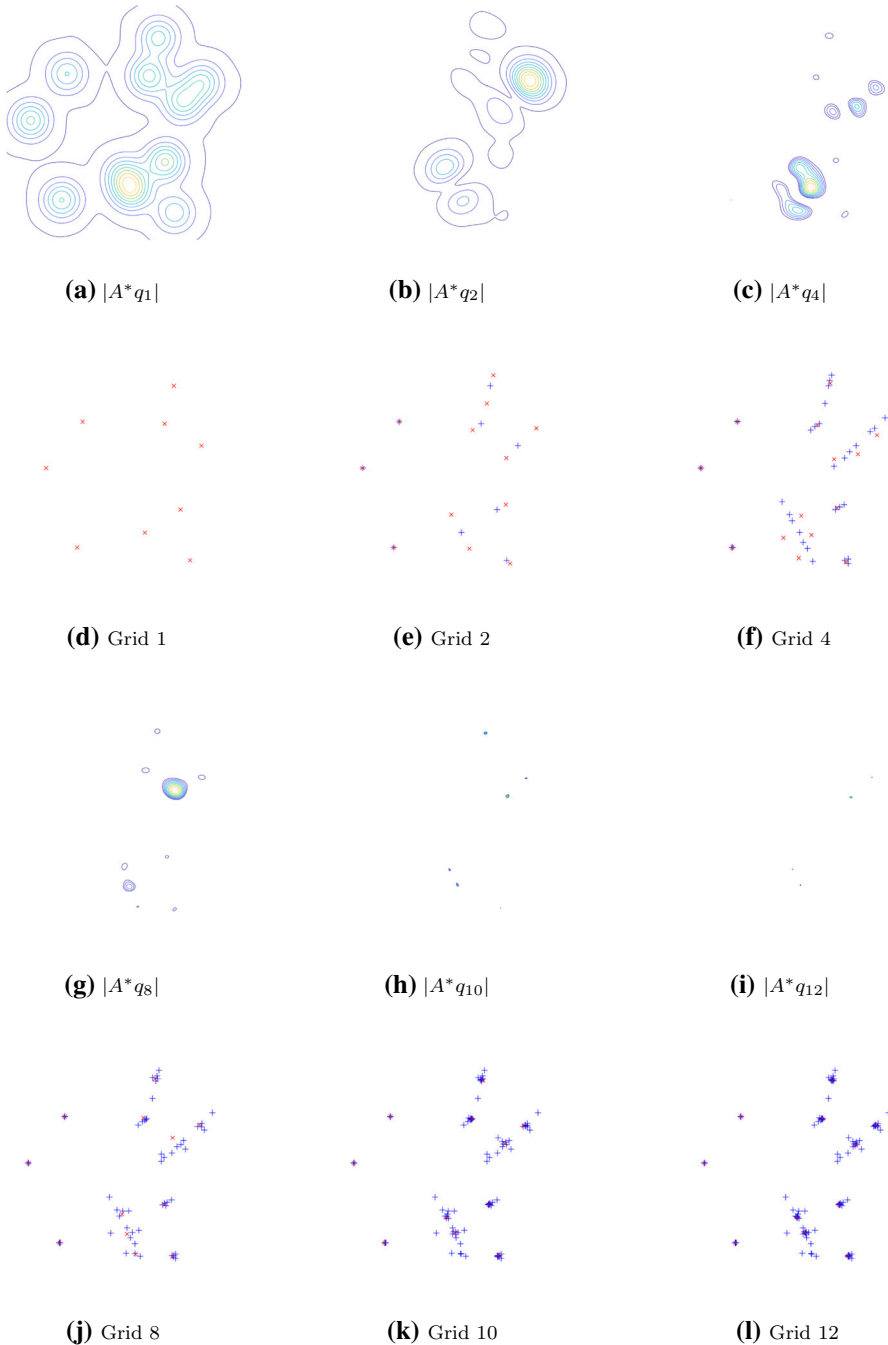 (a) |A*q₁|
(b) |A*q₂|
(c) |A*q₄|
(d) Grid 1
(e) Grid 2
(f) Grid 4
(g) |A*q₈|
(h) |A*q₁₀|
(i) |A*q₁₂|
(j) Grid 8
(k) Grid 10
(l) Grid 12